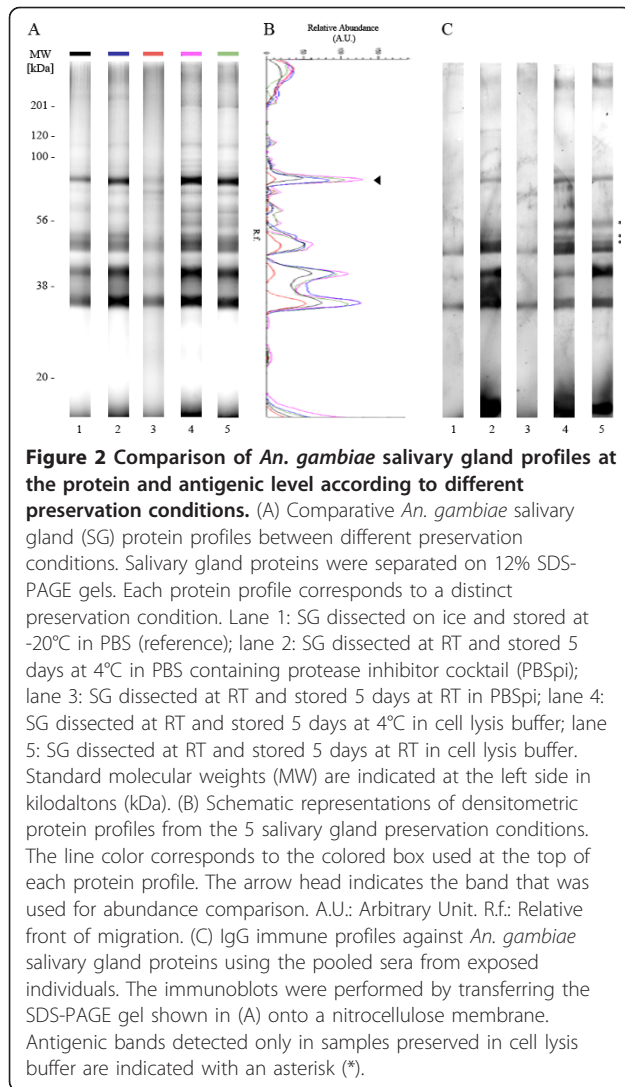 A
B
Relative Abundance
(A.U.)
C
MW
[kDa]
201 -
120 -
100 -
56 -
38 -
20 -
R.f.
*
*
*
1 2 3 4 5
1 2 3 4 5
Figure 2 Comparison of An. gambiae salivary gland profiles at
the protein and antigenic level according to different
preservation conditions. (A) Comparative An. gambiae salivary
gland (SG) protein profiles between different preservation
conditions. Salivary gland proteins were separated on 12% SDS-
PAGE gels. Each protein profile corresponds to a distinct
preservation condition. Lane 1: SG dissected on ice and stored at
-20°C in PBS (reference); lane 2: SG dissected at RT and stored 5
days at 4°C in PBS containing protease inhibitor cocktail (PBSpi);
lane 3: SG dissected at RT and stored 5 days at RT in PBSpi; lane 4:
SG dissected at RT and stored 5 days at 4°C in cell lysis buffer; lane
5: SG dissected at RT and stored 5 days at RT in cell lysis buffer.
Standard molecular weights (MW) are indicated at the left side in
kilodaltons (kDa). (B) Schematic representations of densitometric
protein profiles from the 5 salivary gland preservation conditions.
The line color corresponds to the colored box used at the top of
each protein profile. The arrow head indicates the band that was
used for abundance comparison. A.U.: Arbitrary Unit. R.f.: Relative
front of migration. (C) IgG immune profiles against An. gambiae
salivary gland proteins using the pooled sera from exposed
individuals. The immunoblots were performed by transferring the
SDS-PAGE gel shown in (A) onto a nitrocellulose membrane.
Antigenic bands detected only in samples preserved in cell lysis
buffer are indicated with an asterisk (*).